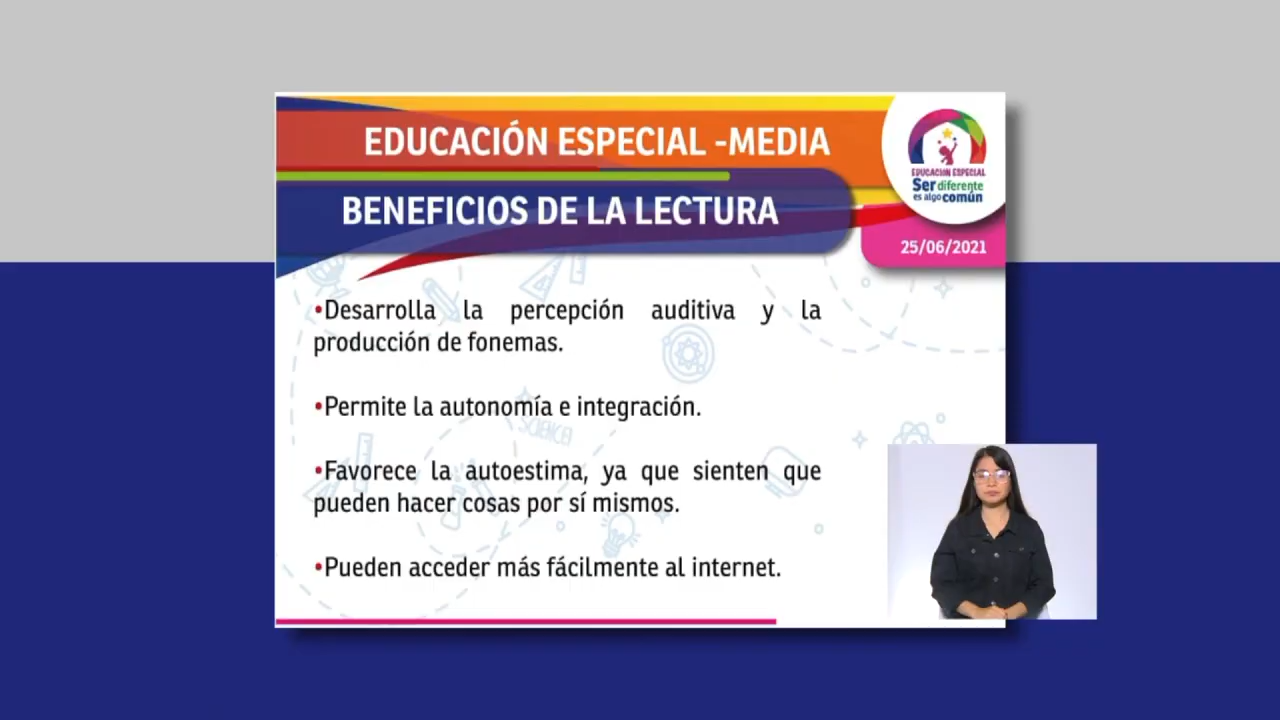 EDUCACIÓN ESPECIAL -MEDIA
BENEFICIOS DE LA LECTURA
EDUCACIÓN ESPECIAL
Ser diferente
es algo común
25/06/2021
•Desarrolla la percepción auditiva y la
producción de fonemas.
•Permite la autonomía e integración.
SCIENCE
•Favorece la autoestima, ya que sienten que
pueden hacer cosas por sí mismos.
•Pueden acceder más fácilmente al internet.